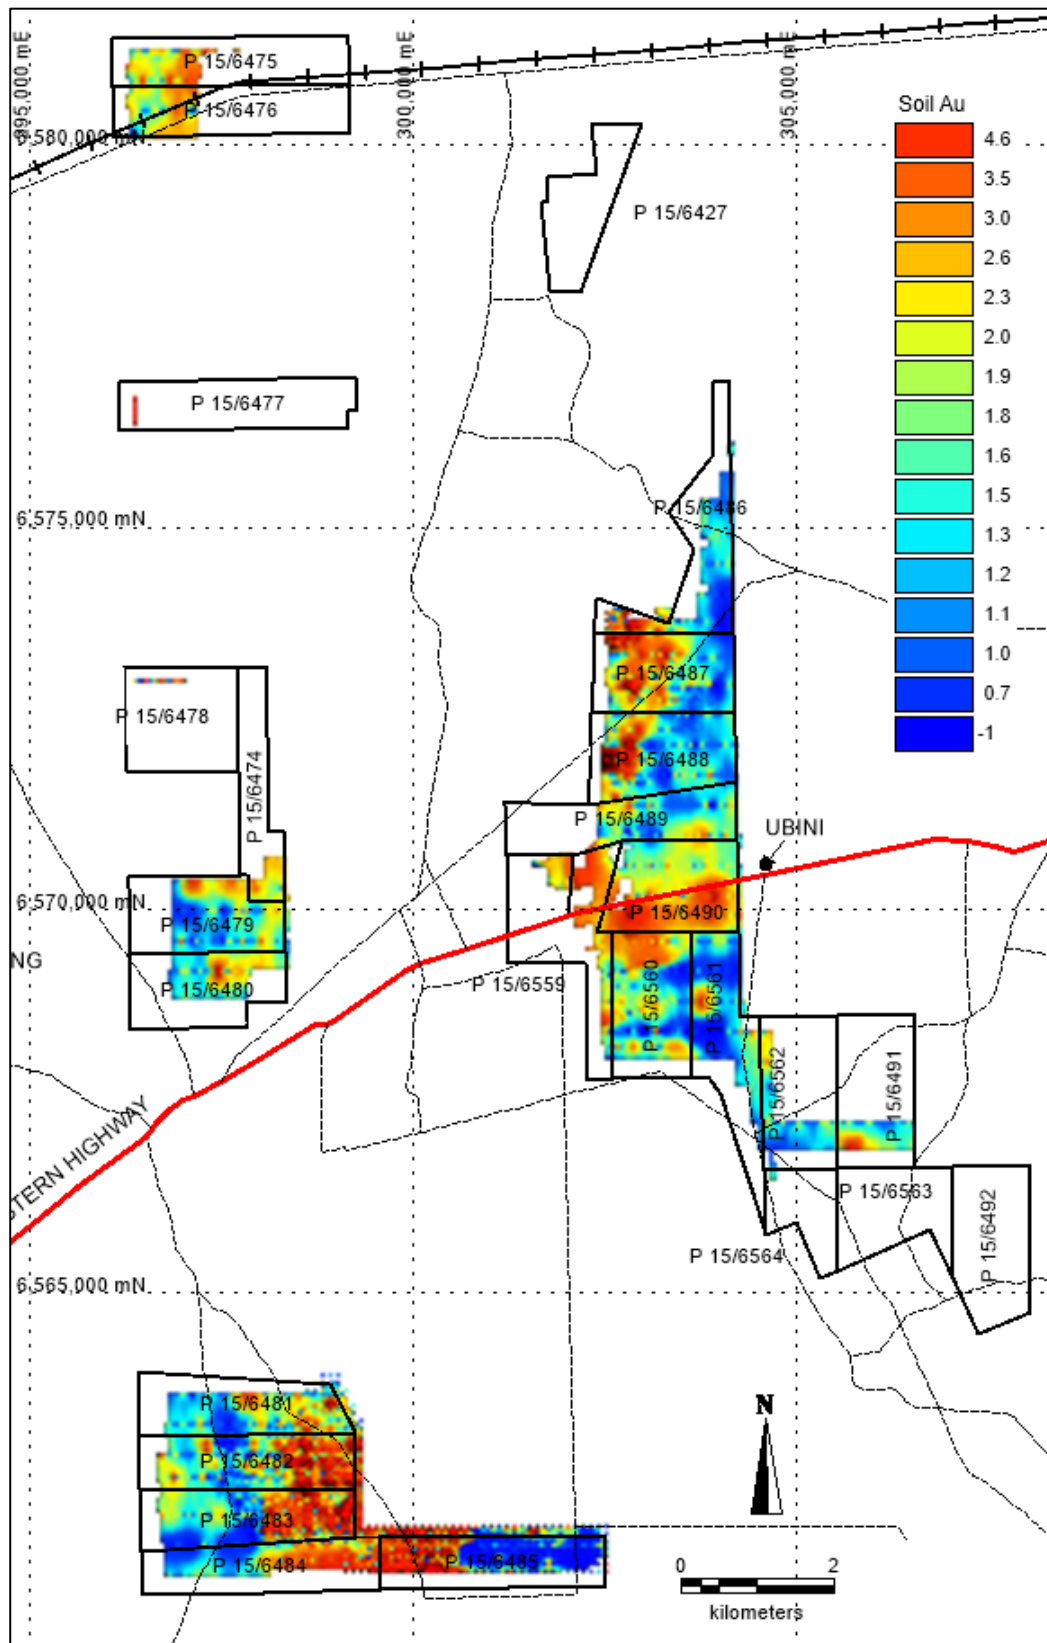 295,000 mE
300,000 mE
305,000 mE
P 15/6475
P 15/6476
6,580,000 mN
Soil Au
4.6
3.5
3.0
2.6
2.3
2.0
1.9
1.8
1.6
1.5
1.3
1.2
1.1
1.0
0.7
-1
P 15/6427
P 15/6477
P 15/6486
6,575,000 mN
P 15/6487
P 15/6478
P 15/6474
P 15/6488
P 15/6489
UBINI
6,570,000 mN
P 15/6490
P 15/6479
NG
P 15/6480
P 15/6559
P 15/6560
P 15/6561
P 15/6562
P 15/6491
STERN HIGHWAY
P 15/6563
P 15/6492
P 15/6564
6,565,000 mN
P 15/6481
P 15/6482
P 15/6483
P 15/6484
P 15/6485
N
0 2
kilometers